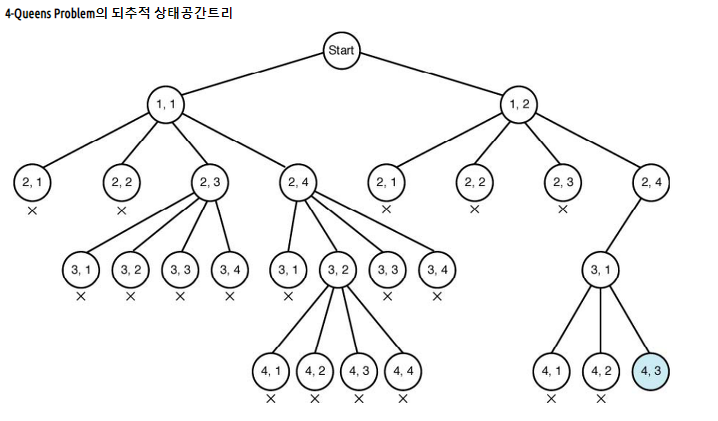 4-Queens Problem의 되추적 상태공간트리
Start
1, 1 1, 2
2, 1 2, 2 2, 3 2, 4 2, 1 2, 2 2, 3 2, 4
× × × × ×
3, 1 3, 2 3, 3 3, 4 3, 1 3, 2 3, 3 3, 4 3, 1
× × × × × × ×
4, 1 4, 2 4, 3 4, 4 4, 1 4, 2 4, 3
× × × × × ×